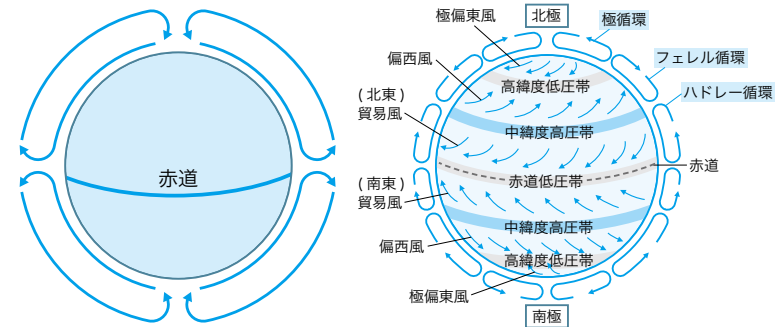 赤道
北極
極偏東風
極循環
偏西風
フェレル循環
高緯度低圧帯
ハドレー循環
(北東)
貿易風
中緯度高圧帯
赤道
赤道低圧帯
(南東)
貿易風
中緯度高圧帯
偏西風
高緯度低圧帯
極偏東風
南極